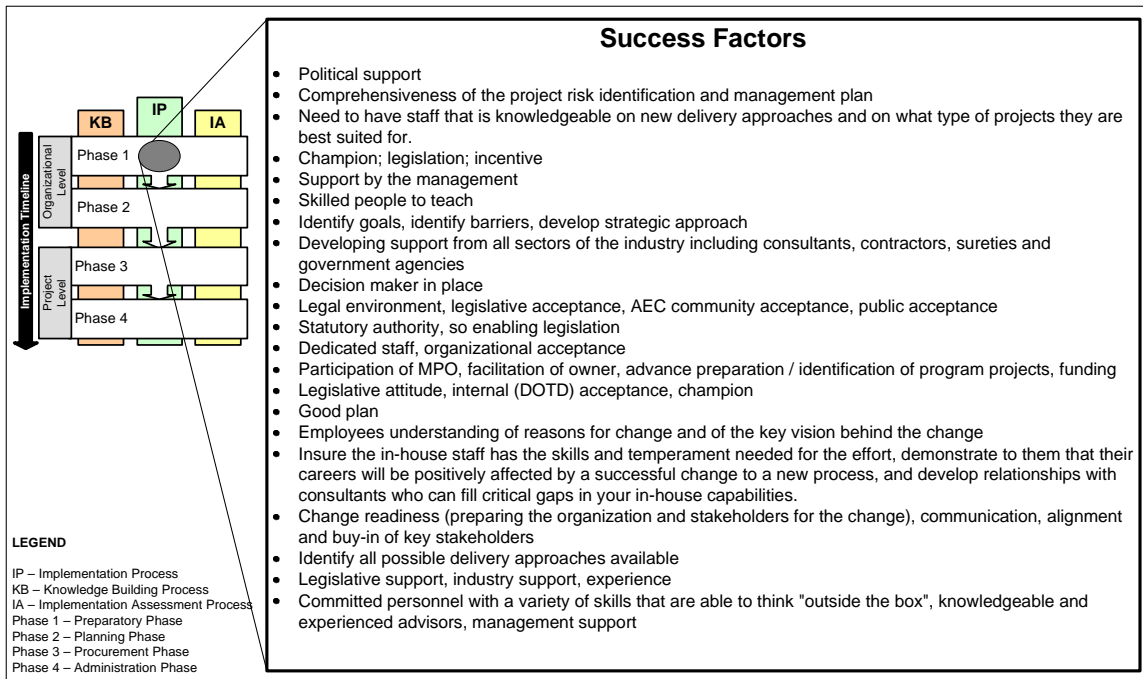 Success Factors
• Political support
• Comprehensiveness of the project risk identification and management plan
• Need to have staff that is knowledgeable on new delivery approaches and on what type of projects they are
best suited for.
• Champion; legislation; incentive
• Support by the management
• Skilled people to teach
• Identify goals, identify barriers, develop strategic approach
• Developing support from all sectors of the industry including consultants, contractors, sureties and
government agencies
• Decision maker in place
• Legal environment, legislative acceptance, AEC community acceptance, public acceptance
• Statutory authority, so enabling legislation
• Dedicated staff, organizational acceptance
• Participation of MPO, facilitation of owner, advance preparation / identification of program projects, funding
• Legislative attitude, internal (DOTD) acceptance, champion
• Good plan
• Employees understanding of reasons for change and of the key vision behind the change
• Insure the in-house staff has the skills and temperament needed for the effort, demonstrate to them that their
careers will be positively affected by a successful change to a new process, and develop relationships with
consultants who can fill critical gaps in your in-house capabilities.
• Change readiness (preparing the organization and stakeholders for the change), communication, alignment
and buy-in of key stakeholders
• Identify all possible delivery approaches available
• Legislative support, industry support, experience
• Committed personnel with a variety of skills that are able to think "outside the box", knowledgeable and
experienced advisors, management support
KB
IP
IA
Implementation Timeline
Organizational
Level
Phase 1
Phase 2
Project
Level
Phase 3
Phase 4
LEGEND
IP – Implementation Process
KB – Knowledge Building Process
IA – Implementation Assessment Process
Phase 1 – Preparatory Phase
Phase 2 – Planning Phase
Phase 3 – Procurement Phase
Phase 4 – Administration Phase